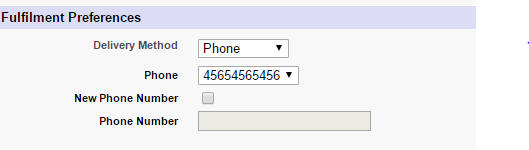 Fulfilment Preferences
Delivery Method Phone
Phone 45654565456
New Phone Number
Phone Number